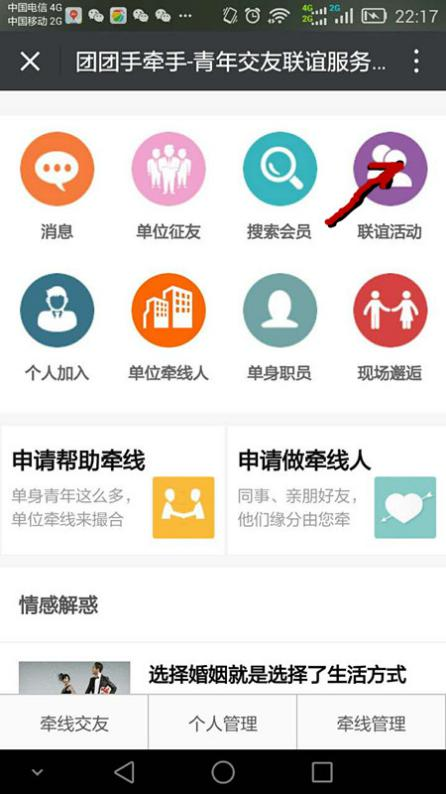 中国电信 4G
中国移动 2G
4G
2G
2G
22:17
团团手牵手-青年交友联谊服务...
消息
单位征友
搜索会员
联谊活动
个人加入
单位牵线人
单身职员
现场邂逅
申请帮助牵线
单身青年这么多，
单位牵线来撮合
申请做牵线人
同事、亲朋好友，
他们缘分由您牵
情感解惑
选择婚姻就是选择了生活方式
牵线交友
个人管理
牵线管理